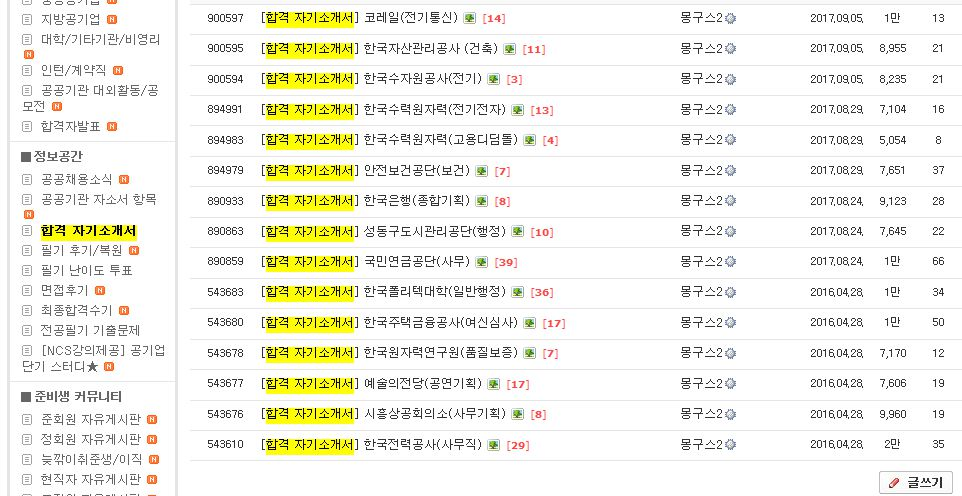 지방공기업 N
대학/기타기관/비영리 N
인턴/계약직 N
공공기관 대외활동/공
모전 N
합격자발표 N
■정보공간
공공채용소식 N
공공기관 자소서 항목 N
합격 자기소개서
필기 후기/복원 N
필기 난이도 투표
면접후기 N
최종합격수기 N
전공필기 기출문제
[NCS강의제공] 공기업
단기 스터디★ N
■ 준비생 커뮤니티
준회원 자유게시판 N
정회원 자유게시판 N
늦깎이취준생/이직 N
현직자 자유게시판 N
900597 [합격 자기소개서] 코레일(전기통신) [14] 몽구스2 2017,09,05, 1만 13
900595 [합격 자기소개서] 한국자산관리공사 (건축) [11] 몽구스2 2017,09,05, 8,955 21
900594 [합격 자기소개서] 한국수자원공사(전기) [3] 몽구스2 2017,09,05, 8,235 21
894991 [합격 자기소개서] 한국수력원자력(전기전자) [13] 몽구스2 2017,08,29, 7,104 16
894983 [합격 자기소개서] 한국수력원자력(고용디딤돌) [4] 몽구스2 2017,08,29, 5,054 8
894979 [합격 자기소개서] 안전보건공단(보건) [7] 몽구스2 2017,08,29, 7,651 37
890933 [합격 자기소개서] 한국은행(종합기획) [8] 몽구스2 2017,08,24, 9,123 28
890863 [합격 자기소개서] 성동구도시관리공단(행정) [10] 몽구스2 2017,08,24, 7,645 22
890859 [합격 자기소개서] 국민연금공단(사무) [39] 몽구스2 2017,08,24, 1만 66
543683 [합격 자기소개서] 한국폴리텍대학(일반행정) [36] 몽구스2 2016,04,28, 1만 34
543680 [합격 자기소개서] 한국주택금융공사(여신심사) [17] 몽구스2 2016,04,28, 1만 50
543678 [합격 자기소개서] 한국원자력연구원(품질보증) [7] 몽구스2 2016,04,28, 7,170 12
543677 [합격 자기소개서] 예술의전당(공연기획) [17] 몽구스2 2016,04,28, 7,606 19
543676 [합격 자기소개서] 시흥상공회의소(사무기획) [8] 몽구스2 2016,04,28, 9,960 19
543610 [합격 자기소개서] 한국전력공사(사무직) [29] 몽구스2 2016,04,28, 2만 35
글쓰기